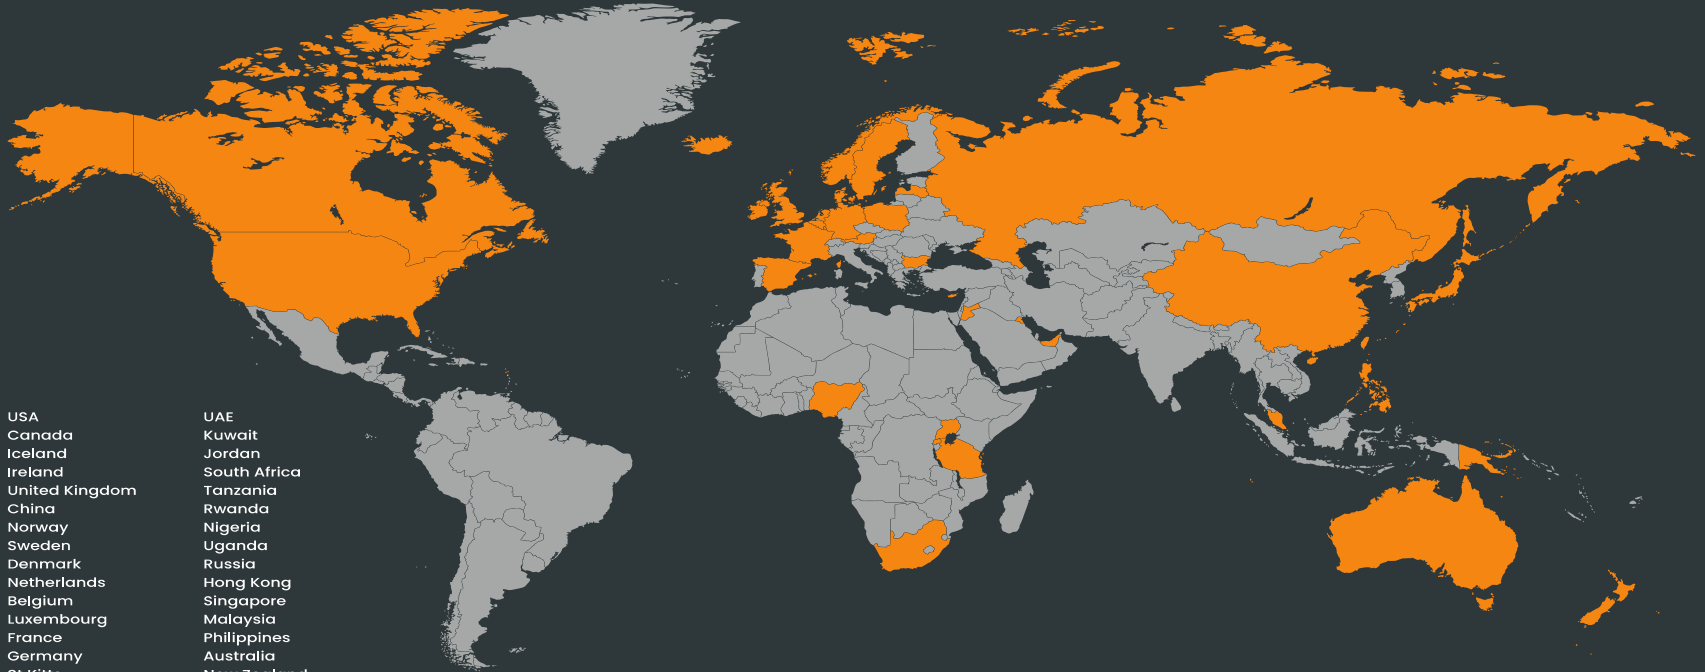 USA
Canada
Iceland
Ireland
United Kingdom
China
Norway
Sweden
Denmark
Netherlands
Belgium
Luxembourg
France
Germany
UAE
Kuwait
Jordan
South Africa
Tanzania
Rwanda
Nigeria
Uganda
Russia
Hong Kong
Singapore
Malaysia
Philippines
Australia